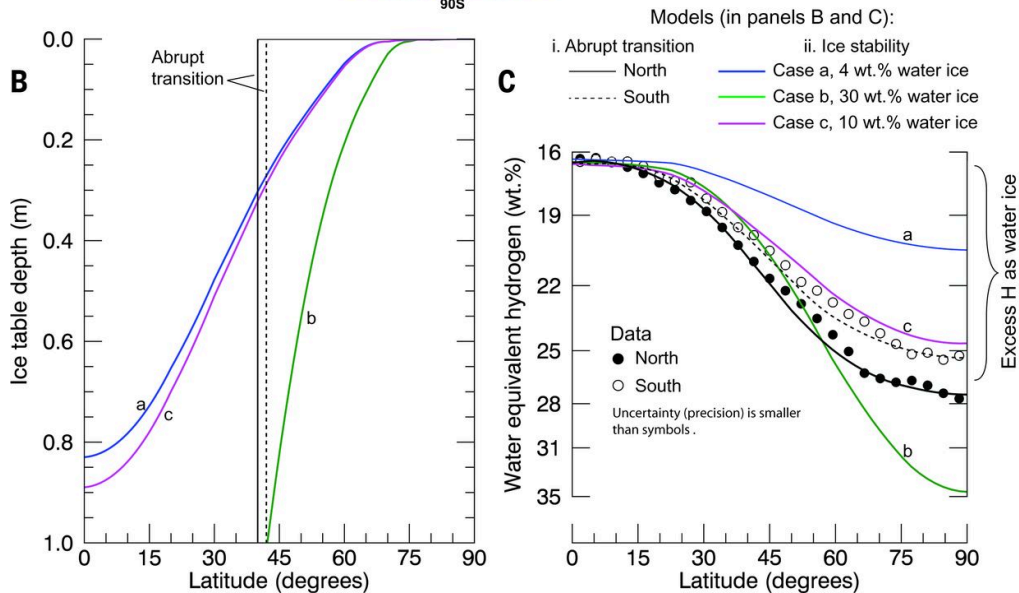 90S
Models (in panels B and C):
i. Abrupt transition
North
South
ii. Ice stability
Case a, 4 wt.% water ice
Case b, 30 wt.% water ice
Case c, 10 wt.% water ice
B
Abrupt
transition
Ice table depth (m)
0.0
0.2
0.4
0.6
0.8
1.0
a
c
b
0 15 30 45 60 75 90
Latitude (degrees)
C
Water equivalent hydrogen (wt.%)
16
19
22
25
28
31
35
a
c
b
Data
North
South
Uncertainty (precision) is smaller
than symbols .
Excess H as water ice
0 15 30 45 60 75 90
Latitude (degrees)